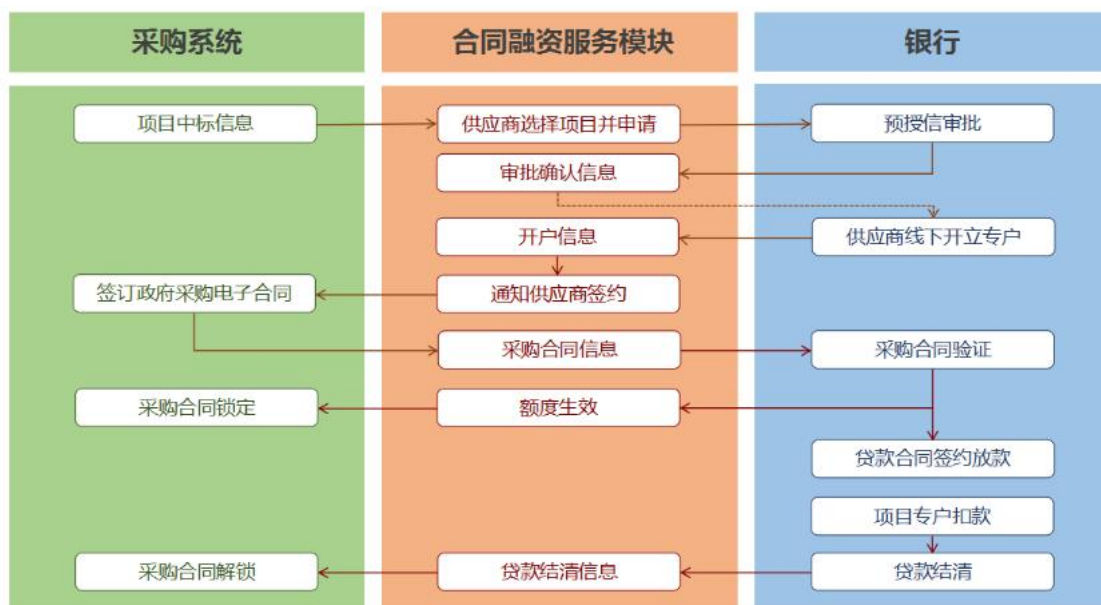 采购系统
合同融资服务模块
银行
项目中标信息
供应商选择项目并申请
预授信审批
审批确认信息
开户信息
供应商线下开立专户
签订政府采购电子合同
通知供应商签约
采购合同信息
采购合同验证
采购合同锁定
额度生效
贷款合同签约放款
项目专户扣款
采购合同解锁
贷款结清信息
贷款结清